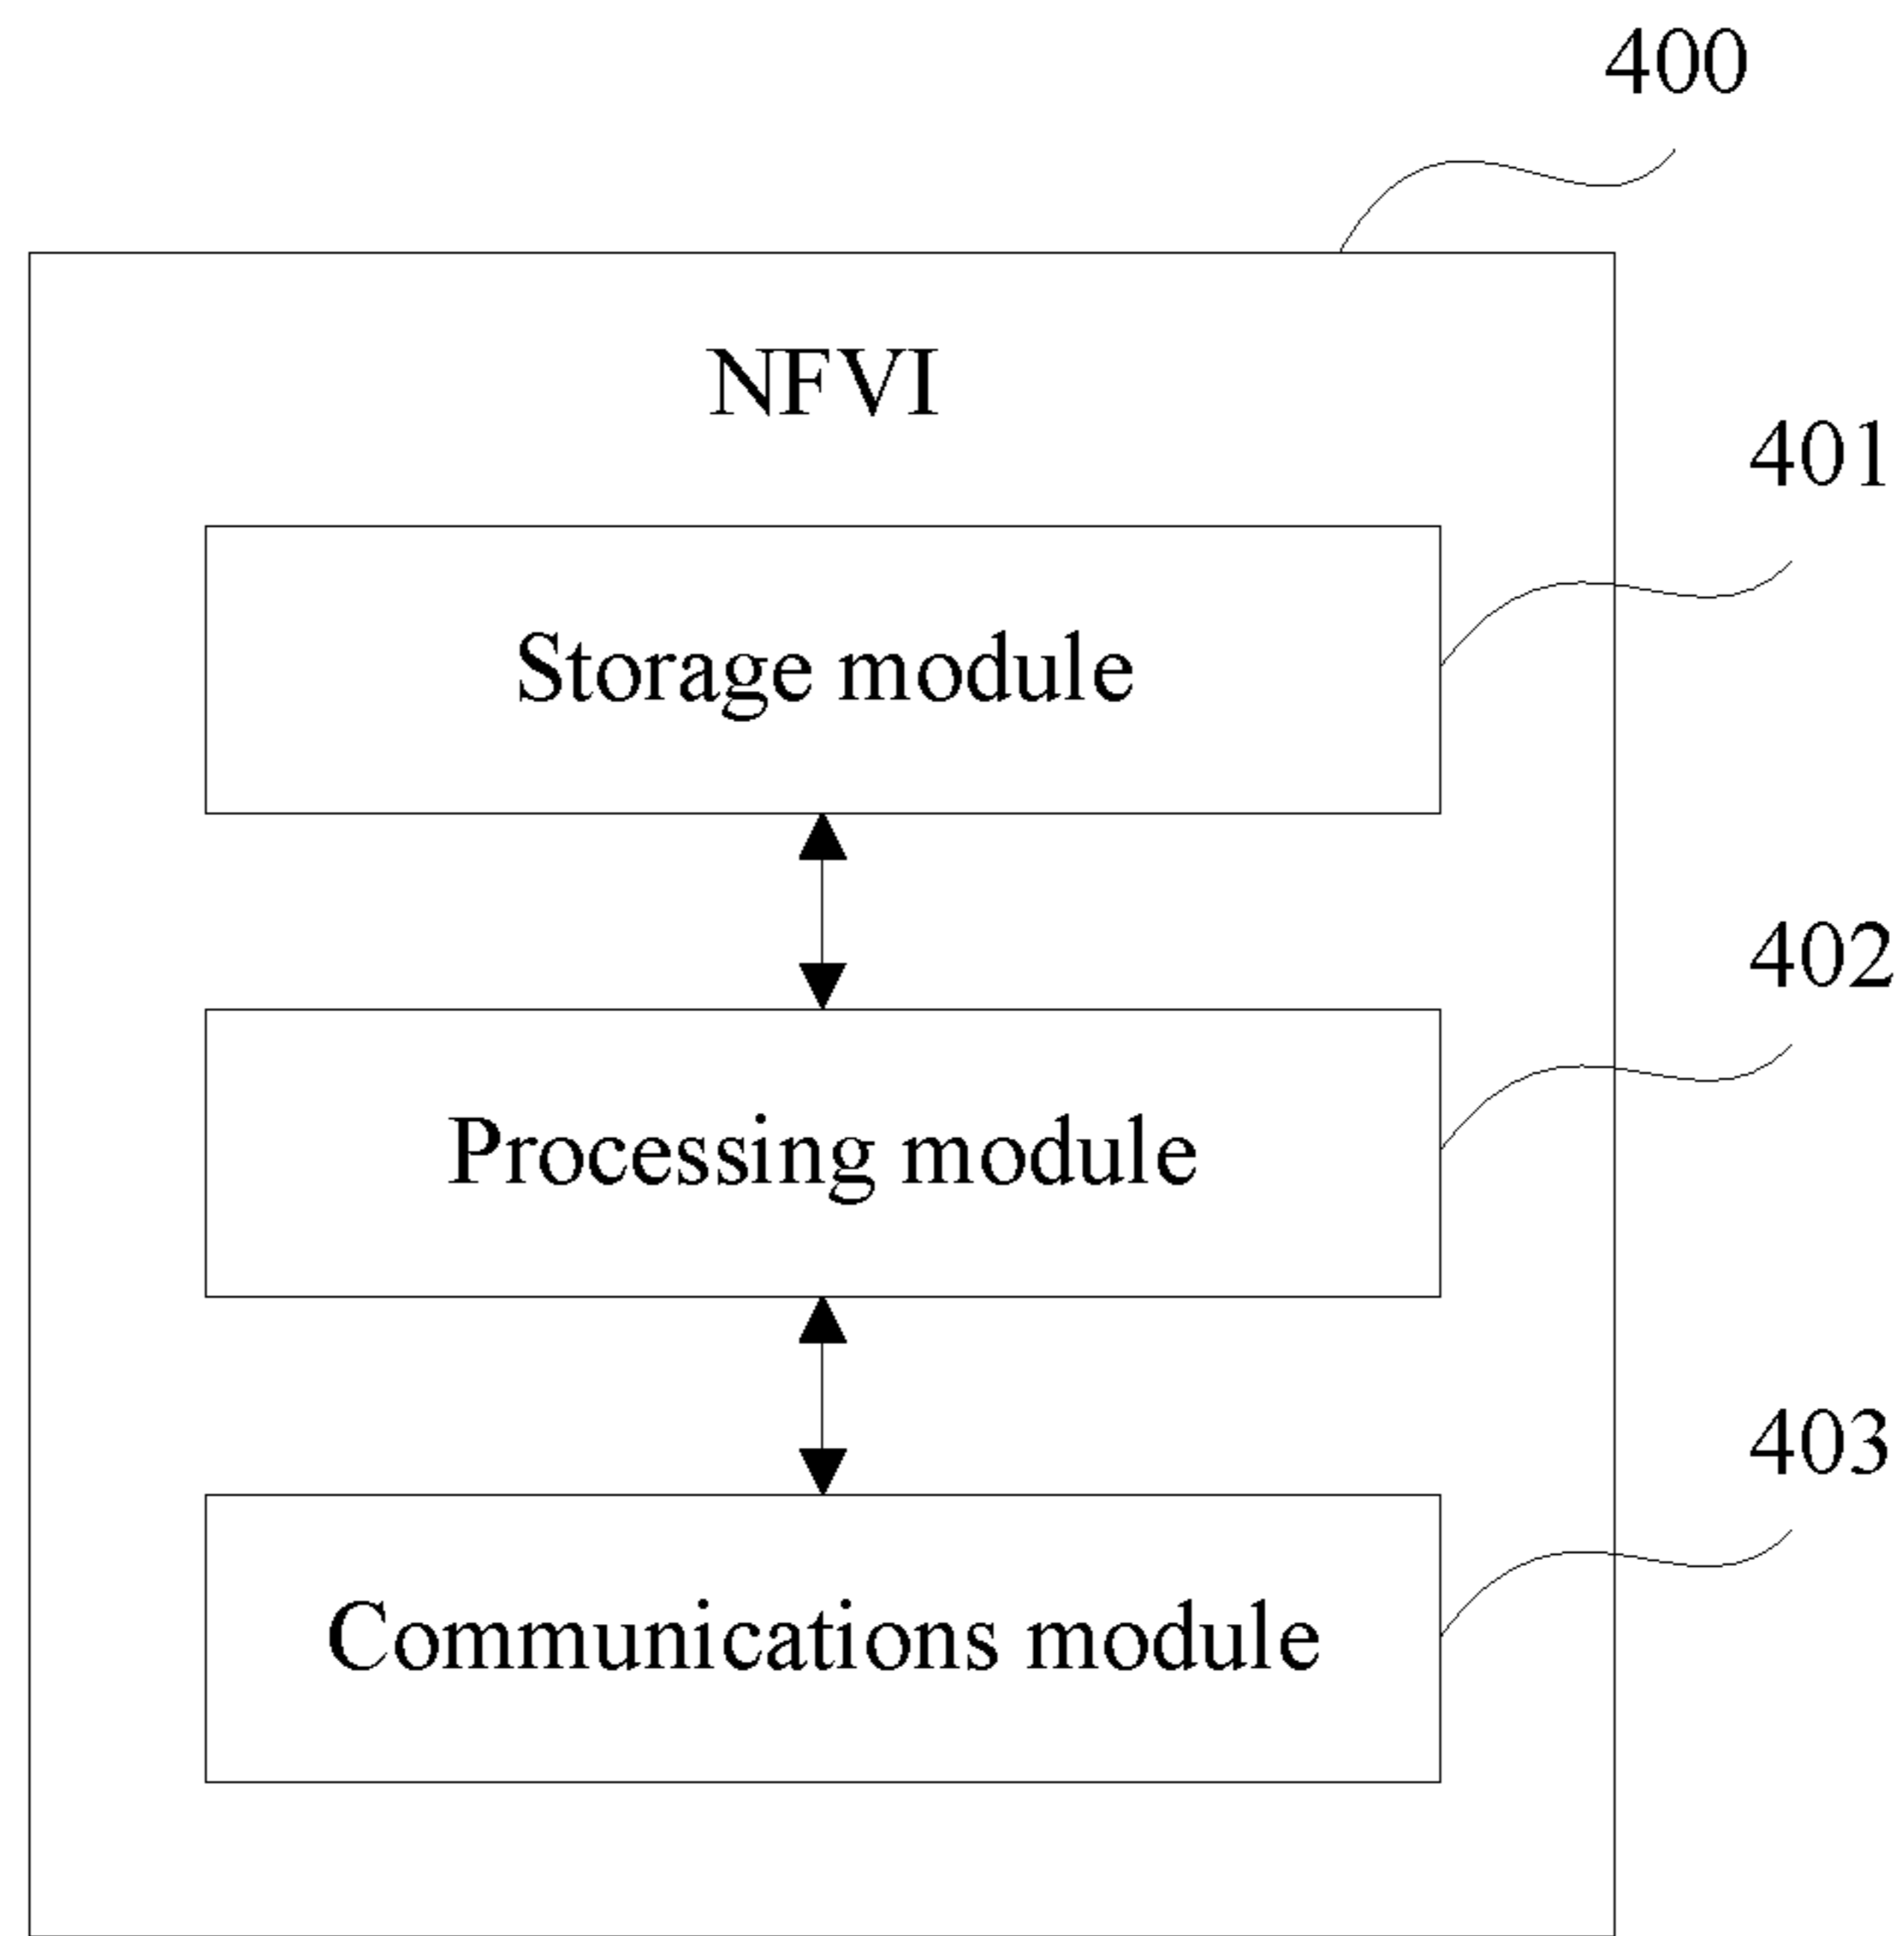 400
NFVI
401
Storage module
402
Processing module
403
Communications module